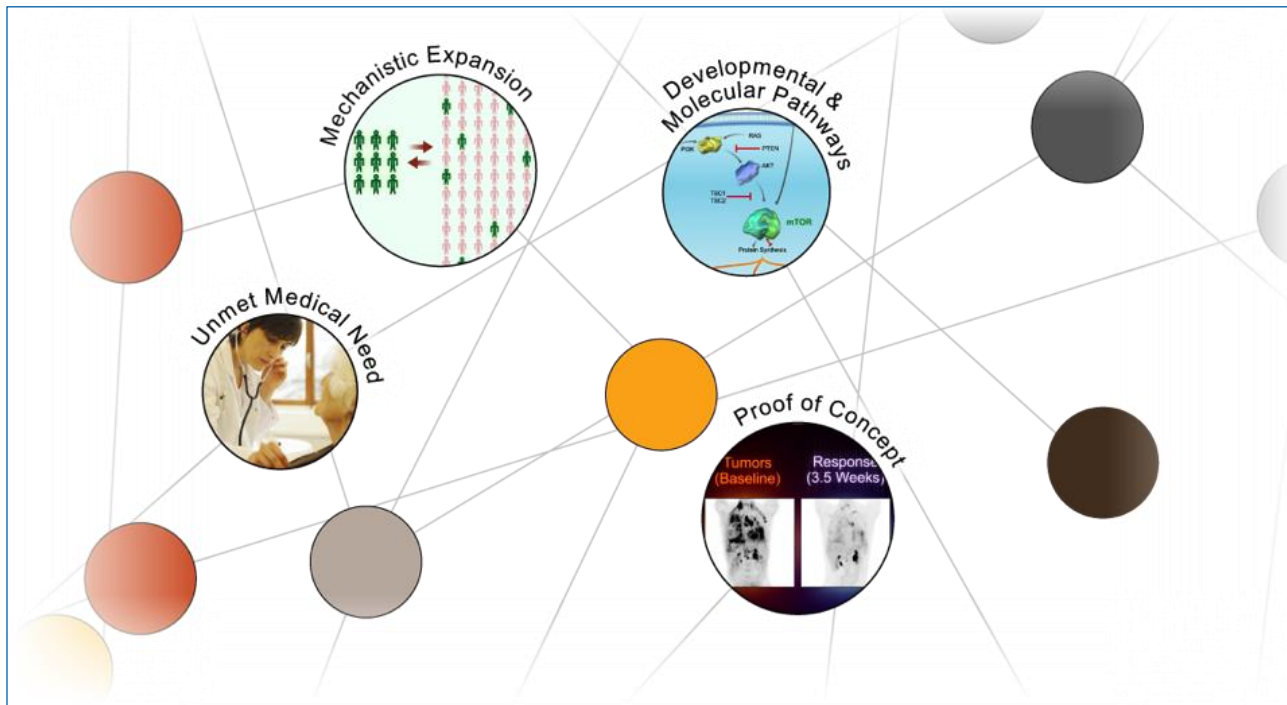 Mechanistic Expansion
Developmental &
Molecular Pathways
RAS
PI3K
PTEN
AKT
TSC1
TSC2
mTOR
Protein Synthesis
Unmet Medical Need
Proof of Concept
Tumors
(Baseline)
Response
(3.5 Weeks)